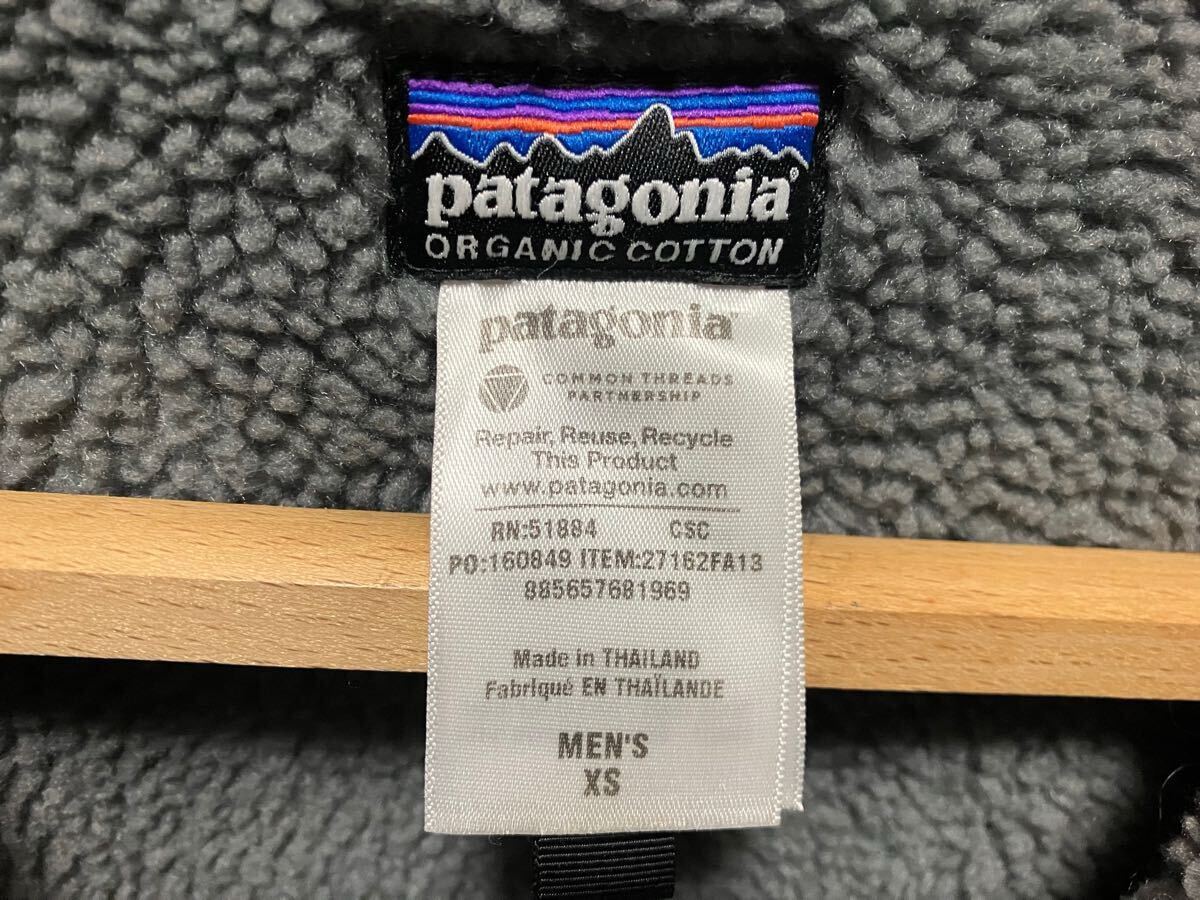 patagonia®
ORGANIC COTTON
patagonia
COMMON THREADS
PARTNERSHIP
Repair, Reuse, Recycle
This Product
www.patagonia.com
RN:51884 CSC
PO:160849 ITEM:27162FA13
885657681969
Made in THAILAND
Fabriqué EN THAÏLANDE
MEN'S
XS